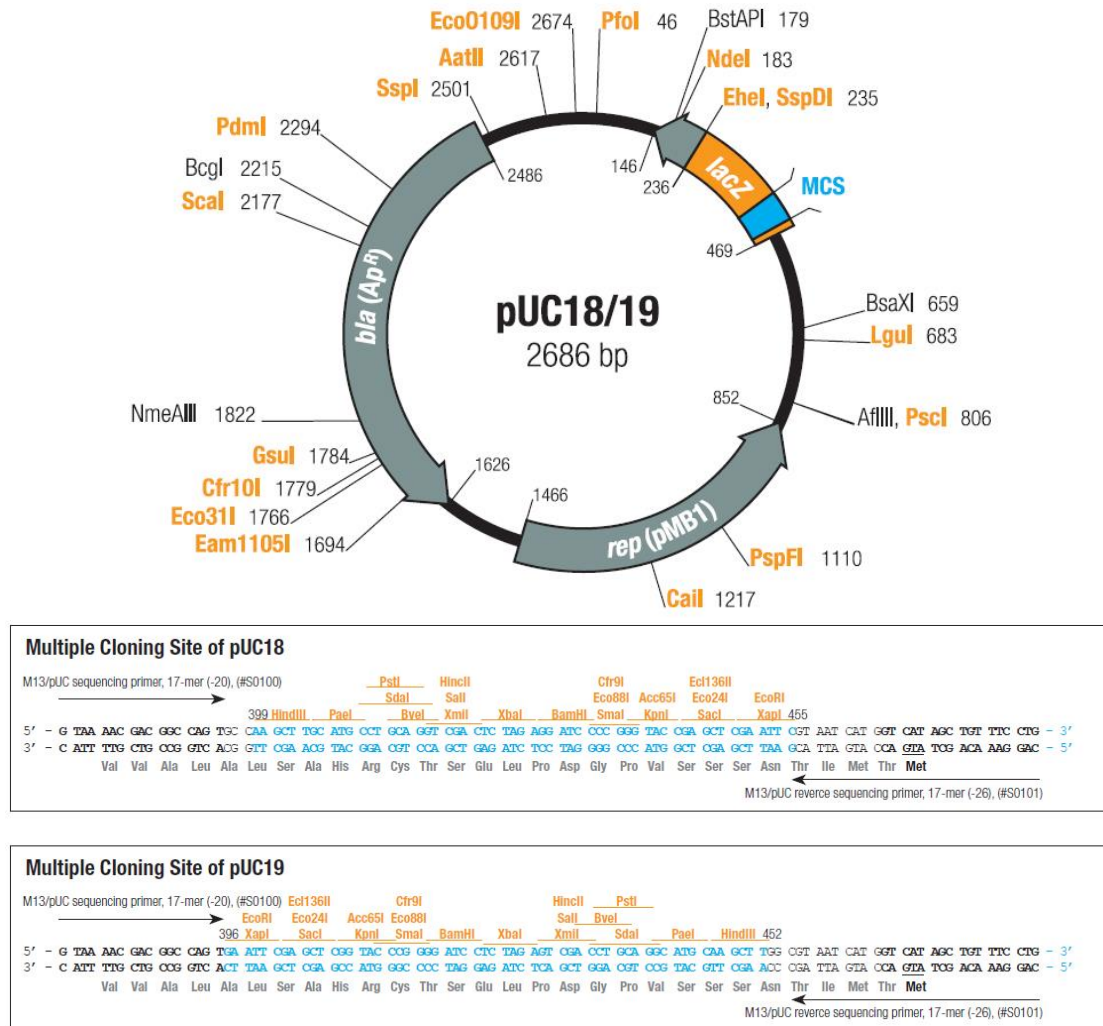 EcoO109I 2674
PfoI 46
BstAPI 179
AatII 2617
NdeI 183
SspI 2501
EheI, SspDI 235
PdmI 2294
BcgI 2215
ScaI 2177
2486
146
236
lacZ
MCS
469
bla (ApR)
pUC18/19
2686 bp
BsaXI 659
LguI 683
NmeAIII 1822
852
AflIII, PscI 806
GsuI 1784
Cfr10I 1779
Eco31I 1766
Eam1105I 1694
1626
1466
rep (pMB1)
PspFI 1110
CaiI 1217
Multiple Cloning Site of pUC18
M13/pUC sequencing primer, 17-mer (-20), (#S0100)
PstI HincII Cfr9I Ecl136II
SdaI SalI Eco88I Acc65I Eco24I EcoRI
399 HindIII PaeI BveI XmiI XbaI BamHI SmaI KpnI SacI XapI 455
5' - G TAA AAC GAC GGC CAG TGC CAA GCT TGC ATG CCT GCA GGT CGA CTC TAG AGG ATC CCC GGG TAC CGA GCT CGA ATT CGT AAT CAT GGT CAT AGC TGT TTC CTG - 3'
3' - C ATT TTG CTG CCG GTC ACG GTT CGA ACG TAC GGA CGT CCA GCT GAG ATC TCC TAG GGG CCC ATG GCT CGA GCT TAA GCA TTA GTA CCA GTA TCG ACA AAG GAC - 5'
Val Val Ala Leu Ala Leu Ser Ala His Arg Cys Thr Ser Glu Leu Pro Asp Gly Pro Val Ser Ser Ser Asn Thr Ile Met Thr Met
M13/pUC reverce sequencing primer, 17-mer (-26), (#S0101)
Multiple Cloning Site of pUC19
M13/pUC sequencing primer, 17-mer (-20), (#S0100)
Ecl136II Cfr9I HincII PstI
EcoRI Eco24I Acc65I Eco88I SalI BveI
396 XapI SacI KpnI SmaI BamHI XbaI XmiI SdaI PaeI HindIII 452
5' - G TAA AAC GAC GGC CAG TGA ATT CGA GCT CGG TAC CCG GGG ATC CTC TAG AGT CGA CCT GCA GGC ATG CAA GCT TGG CGT AAT CAT GGT CAT AGC TGT TTC CTG - 3'
3' - C ATT TTG CTG CCG GTC ACT TAA GCT CGA GCC ATG GGC CCC TAG GAG ATC TCA GCT GGA CGT CCG TAC GTT CGA ACC GCA TTA GTA CCA GTA TCG ACA AAG GAC - 5'
Val Val Ala Leu Ala Leu Ser Ala His Arg Cys Thr Ser Glu Leu Pro Asp Gly Pro Val Ser Ser Ser Asn Thr Ile Met Thr Met
M13/pUC reverce sequencing primer, 17-mer (-26), (#S0101)